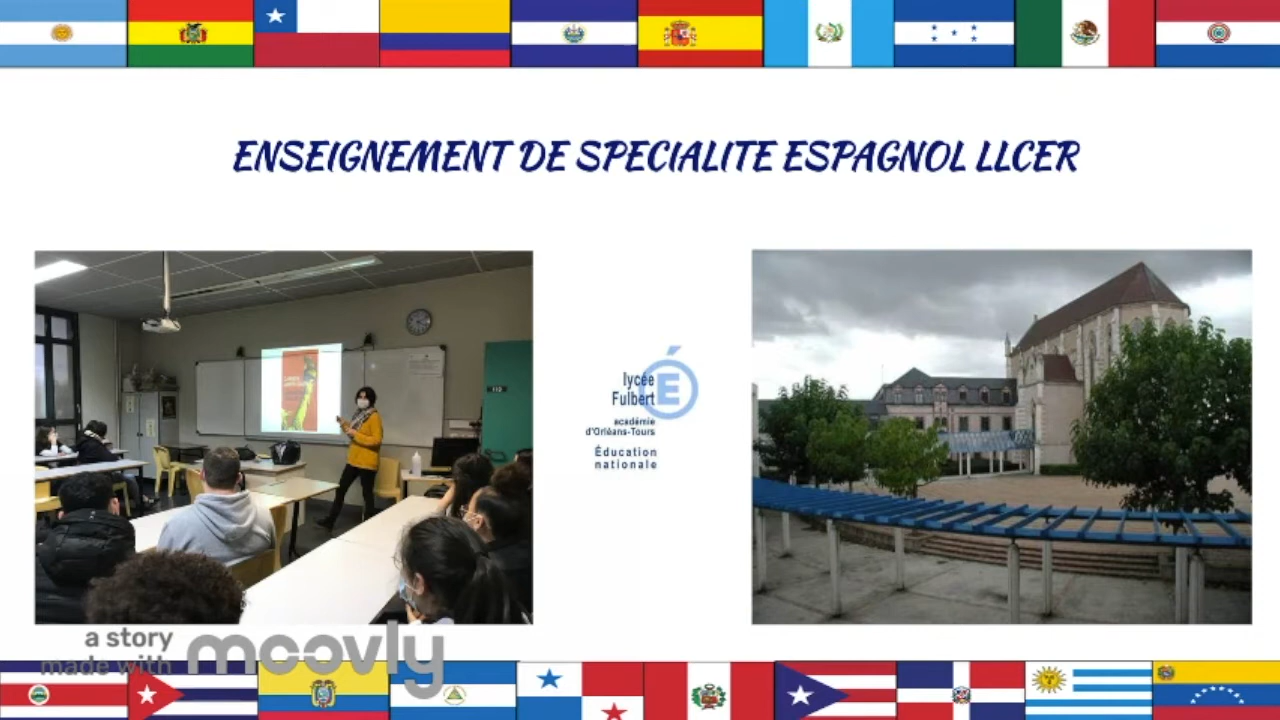 ENSEIGNEMENT DE SPECIALITE ESPAGNOL LLCER
lycée
Fulbert
académie
d'Orléans-Tours
Éducation
nationale
a story
made with
moovly